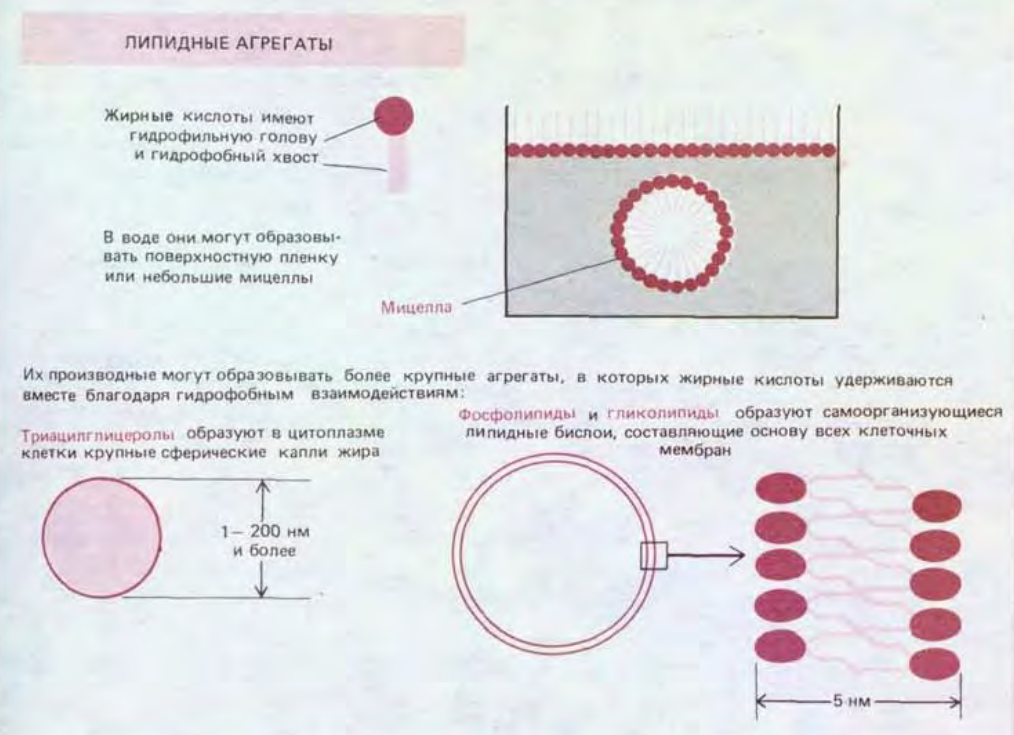 ЛИПИДНЫЕ АГРЕГАТЫ
Жирные кислоты имеют
гидрофильную голову
и гидрофобный хвост
В воде они могут образовы-
вать поверхностную пленку
или небольшие мицеллы
Мицелла
Их производные могут образовывать более крупные агрегаты, в которых жирные кислоты удерживаются
вместе благодаря гидрофобным взаимодействиям:
Триацилглицеролы образуют в цитоплазме
клетки крупные сферические капли жира
1– 200 нм
и более
Фосфолипиды и гликолипиды образуют самоорганизующиеся
липидные бислои, составляющие основу всех клеточных
мембран
5 нм